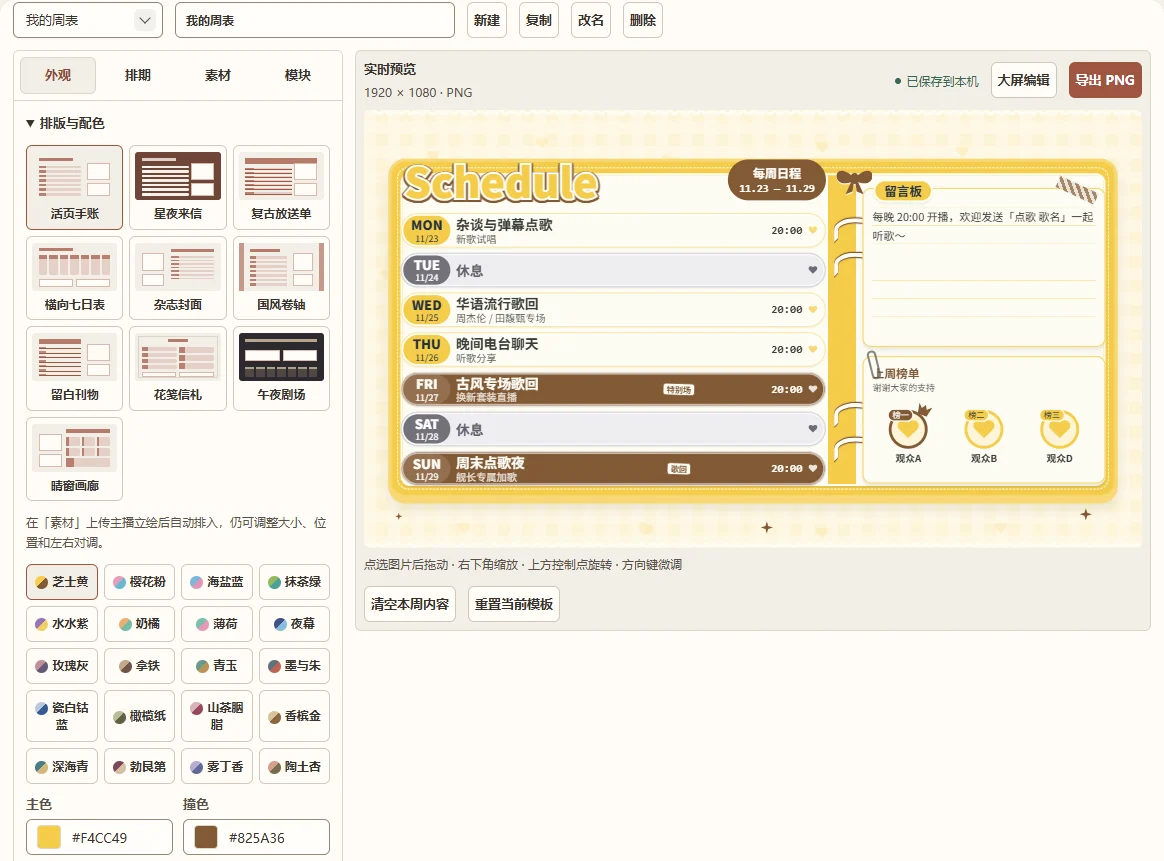 我的周表
我的周表
新建
复制
改名
删除
外观
排期
素材
模块
▼ 排版与配色
活页手账
星夜来信
复古放送单
横向七日表
杂志封面
国风卷轴
留白刊物
花笺信札
午夜剧场
晴窗画廊
在「素材」上传主播立绘后自动排入，仍可调整大小、位
置和左右对调。
芝士黄
樱花粉
海盐蓝
抹茶绿
水水紫
奶橘
薄荷
夜幕
玫瑰灰
拿铁
青玉
墨与朱
瓷白钴
蓝
橄榄纸
山茶胭
脂
香槟金
深海青
勃艮第
雾丁香
陶土杏
主色
撞色
#F4CC49
#825A36
实时预览
1920 × 1080 · PNG
已保存到本机
大屏编辑
导出 PNG
Schedule
每周日程
11.23 — 11.29
MON
11/23
杂谈与弹幕点歌
新歌试唱
20:00
TUE
11/24
休息
WED
11/25
华语流行歌回
周杰伦 / 田馥甄专场
20:00
THU
11/26
晚间电台聊天
听歌分享
20:00
FRI
11/27
古风专场歌回
换新套装直播
特别场
20:00
SAT
11/28
休息
SUN
11/29
周末点歌夜
舰长专属加歌
歌回
20:00
留言板
每晚 20:00 开播，欢迎发送「点歌 歌名」一起
听歌～
上周榜单
谢谢大家的支持
榜一
榜二
榜三
观众A
观众B
观众D
点选图片后拖动 · 右下角缩放 · 上方控制点旋转 · 方向键微调
清空本周内容
重置当前模板